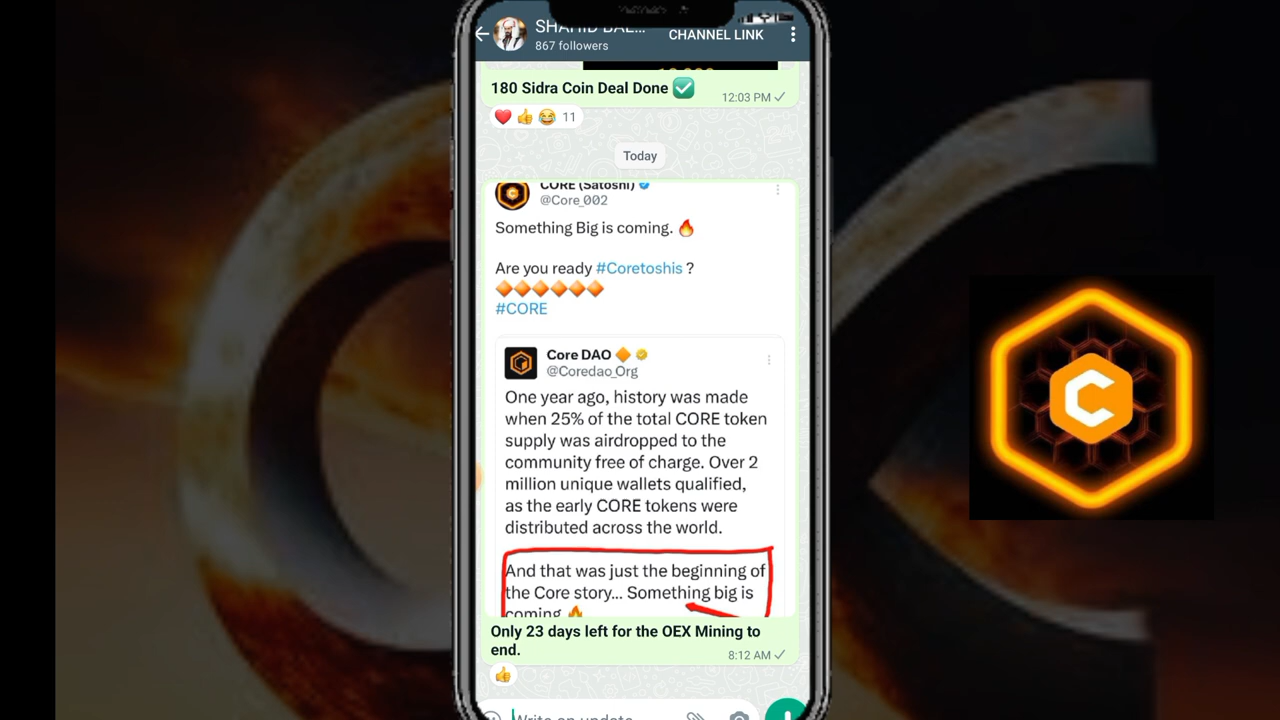 867 followers
CHANNEL LINK
180 Sidra Coin Deal Done ✅
12:03 PM
❤️👍😂 11
Today
CORE (Satoshi)
@Core_002
Something Big is coming. 🔥
Are you ready #Coretoshis ?
🔶🔶🔶🔶🔶🔶
#CORE
Core DAO 🔶
@Coredao_Org
One year ago, history was made
when 25% of the total CORE token
supply was airdropped to the
community free of charge. Over 2
million unique wallets qualified,
as the early CORE tokens were
distributed across the world.
And that was just the beginning of
the Core story... Something big is
coming 🔥
Only 23 days left for the OEX Mining to
end.
8:12 AM
👍
Write an update
C